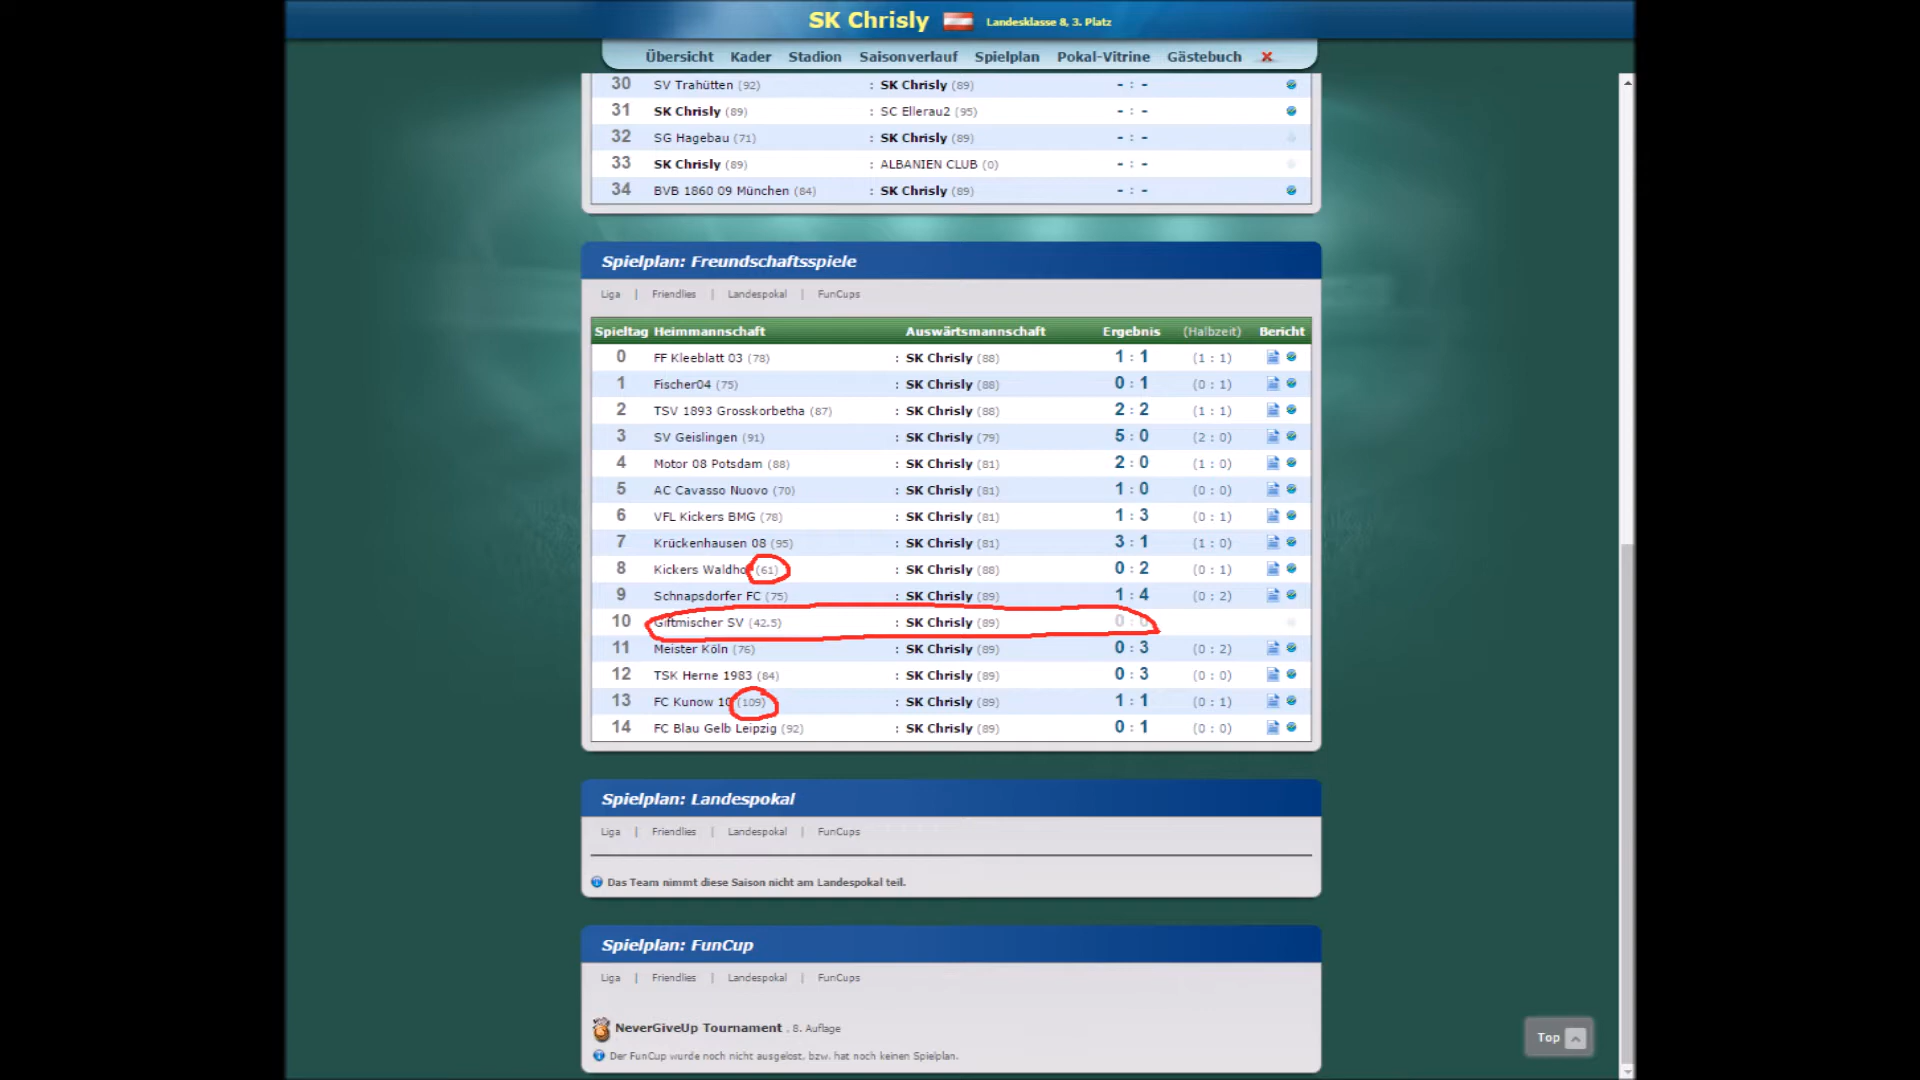 SK Chrisly Landesklasse 8, 3. Platz
Übersicht Kader Stadion Saisonverlauf Spielplan Pokal-Vitrine Gästebuch X
30 SV Trahütten (92) : SK Chrisly (89) - : -
31 SK Chrisly (89) : SC Ellerau2 (95) - : -
32 SG Hagebau (71) : SK Chrisly (89) - : -
33 SK Chrisly (89) : ALBANIEN CLUB (0) - : -
34 BVB 1860 09 München (84) : SK Chrisly (89) - : -
Spielplan: Freundschaftsspiele
Liga | Friendlies | Landespokal | FunCups
Spieltag Heimmannschaft Auswärtsmannschaft Ergebnis (Halbzeit) Bericht
0 FF Kleeblatt 03 (78) : SK Chrisly (88) 1 : 1 (1 : 1)
1 Fischer04 (75) : SK Chrisly (88) 0 : 1 (0 : 1)
2 TSV 1893 Grosskorbetha (87) : SK Chrisly (88) 2 : 2 (1 : 1)
3 SV Geislingen (91) : SK Chrisly (79) 5 : 0 (2 : 0)
4 Motor 08 Potsdam (88) : SK Chrisly (81) 2 : 0 (1 : 0)
5 AC Cavasso Nuovo (70) : SK Chrisly (81) 1 : 0 (0 : 0)
6 VFL Kickers BMG (78) : SK Chrisly (81) 1 : 3 (0 : 1)
7 Krückenhausen 08 (95) : SK Chrisly (81) 3 : 1 (1 : 0)
8 Kickers Waldho (61) : SK Chrisly (88) 0 : 2 (0 : 1)
9 Schnapsdorfer FC (75) : SK Chrisly (89) 1 : 4 (0 : 2)
10 Giftmischer SV (42.5) : SK Chrisly (89) 0 : 0
11 Meister Köln (76) : SK Chrisly (89) 0 : 3 (0 : 2)
12 TSK Herne 1983 (84) : SK Chrisly (89) 0 : 3 (0 : 0)
13 FC Kunow 10 (109) : SK Chrisly (89) 1 : 1 (0 : 1)
14 FC Blau Gelb Leipzig (92) : SK Chrisly (89) 0 : 1 (0 : 0)
Spielplan: Landespokal
Liga | Friendlies | Landespokal | FunCups
Das Team nimmt diese Saison nicht am Landespokal teil.
Spielplan: FunCup
Liga | Friendlies | Landespokal | FunCups
NeverGiveUp Tournament , 8. Auflage
Der FunCup wurde noch nicht ausgelost, bzw. hat noch keinen Spielplan.
Top